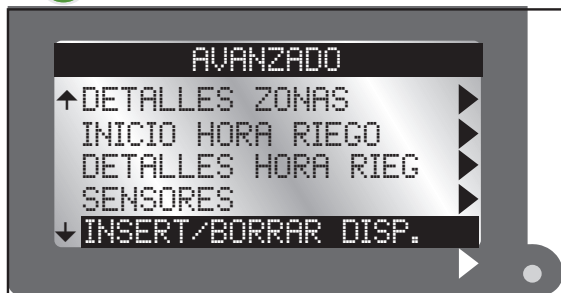 AVANZADO
DETALLES ZONAS
INICIO HORA RIEGO
DETALLES HORA RIEG
SENSORES
INSERT/BORRAR DISP.